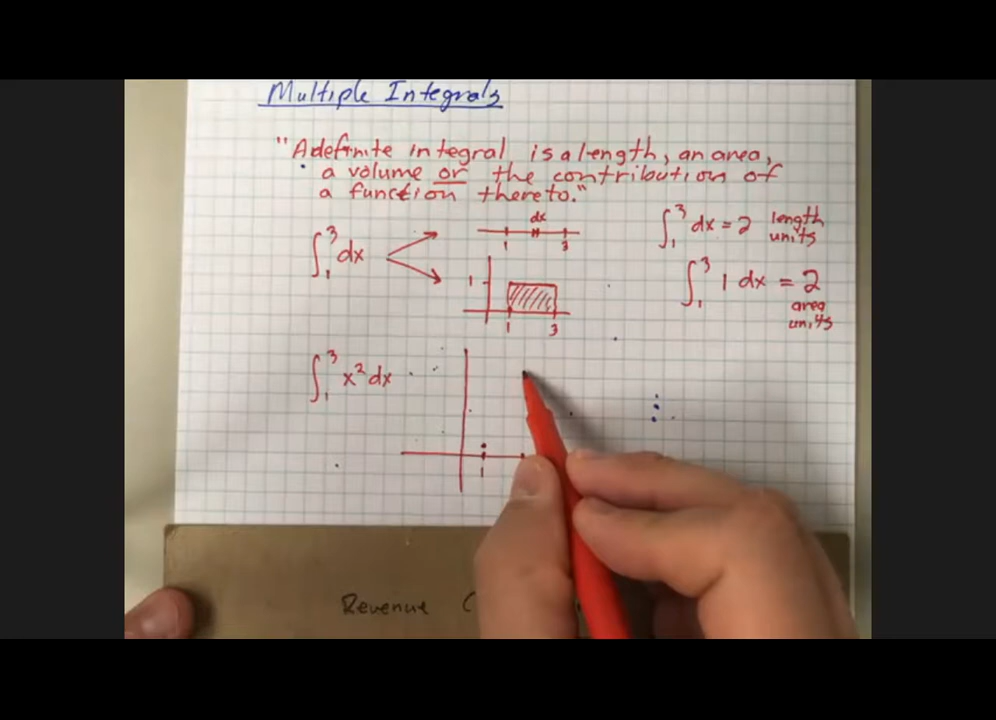 Multiple Integrals
"A definite integral is a length, an area,
a volume or the contribution of
a function thereto."
∫₁³ dx
dx
1 3
1
1 3
∫₁³ dx = 2 length
units
∫₁³ 1 dx = 2
area
units
∫₁³ x² dx
1
Revenue